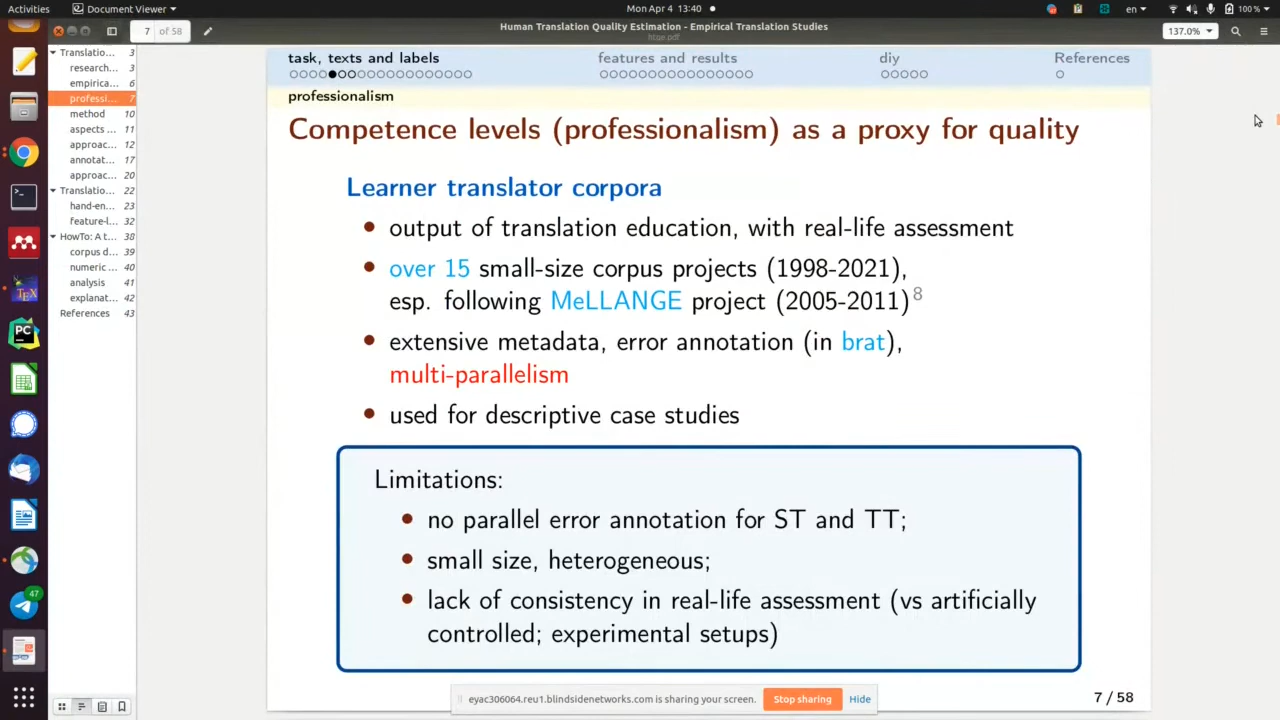 Activities
Document Viewer
Mon Apr 4 13:40
en
100 %
7 of 58
Human Translation Quality Estimation - Empirical Translation Studies
htqe.pdf
137.0%
Translatio... 3
research... 3
empirica... 6
professi... 7
method 10
aspects ... 11
approac... 12
annotat... 17
approac... 20
Translatio... 22
hand-en... 23
feature-l... 32
HowTo: A t... 38
corpus d... 39
numeric ... 40
analysis 41
explanat... 42
References 43
task, texts and labels
features and results
diy
References
professionalism
Competence levels (professionalism) as a proxy for quality
Learner translator corpora
• output of translation education, with real-life assessment
• over 15 small-size corpus projects (1998-2021),
esp. following MeLLANGE project (2005-2011)8
• extensive metadata, error annotation (in brat),
multi-parallelism
• used for descriptive case studies
Limitations:
• no parallel error annotation for ST and TT;
• small size, heterogeneous;
• lack of consistency in real-life assessment (vs artificially
controlled; experimental setups)
eyac306064.reu1.blindsidenetworks.com is sharing your screen.
Stop sharing
Hide
7 / 58
PC
47